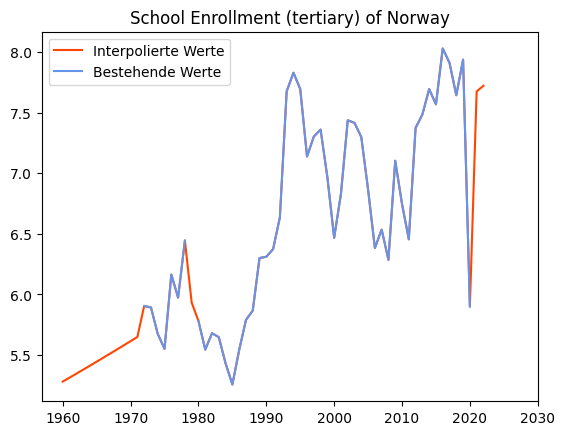 School Enrollment (tertiary) of Norway
Interpolierte Werte
Bestehende Werte
8.0
7.5
7.0
6.5
6.0
5.5
1960 1970 1980 1990 2000 2010 2020 2030